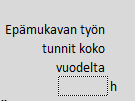 Epämukavan työn
tunnit koko
vuodelta
h